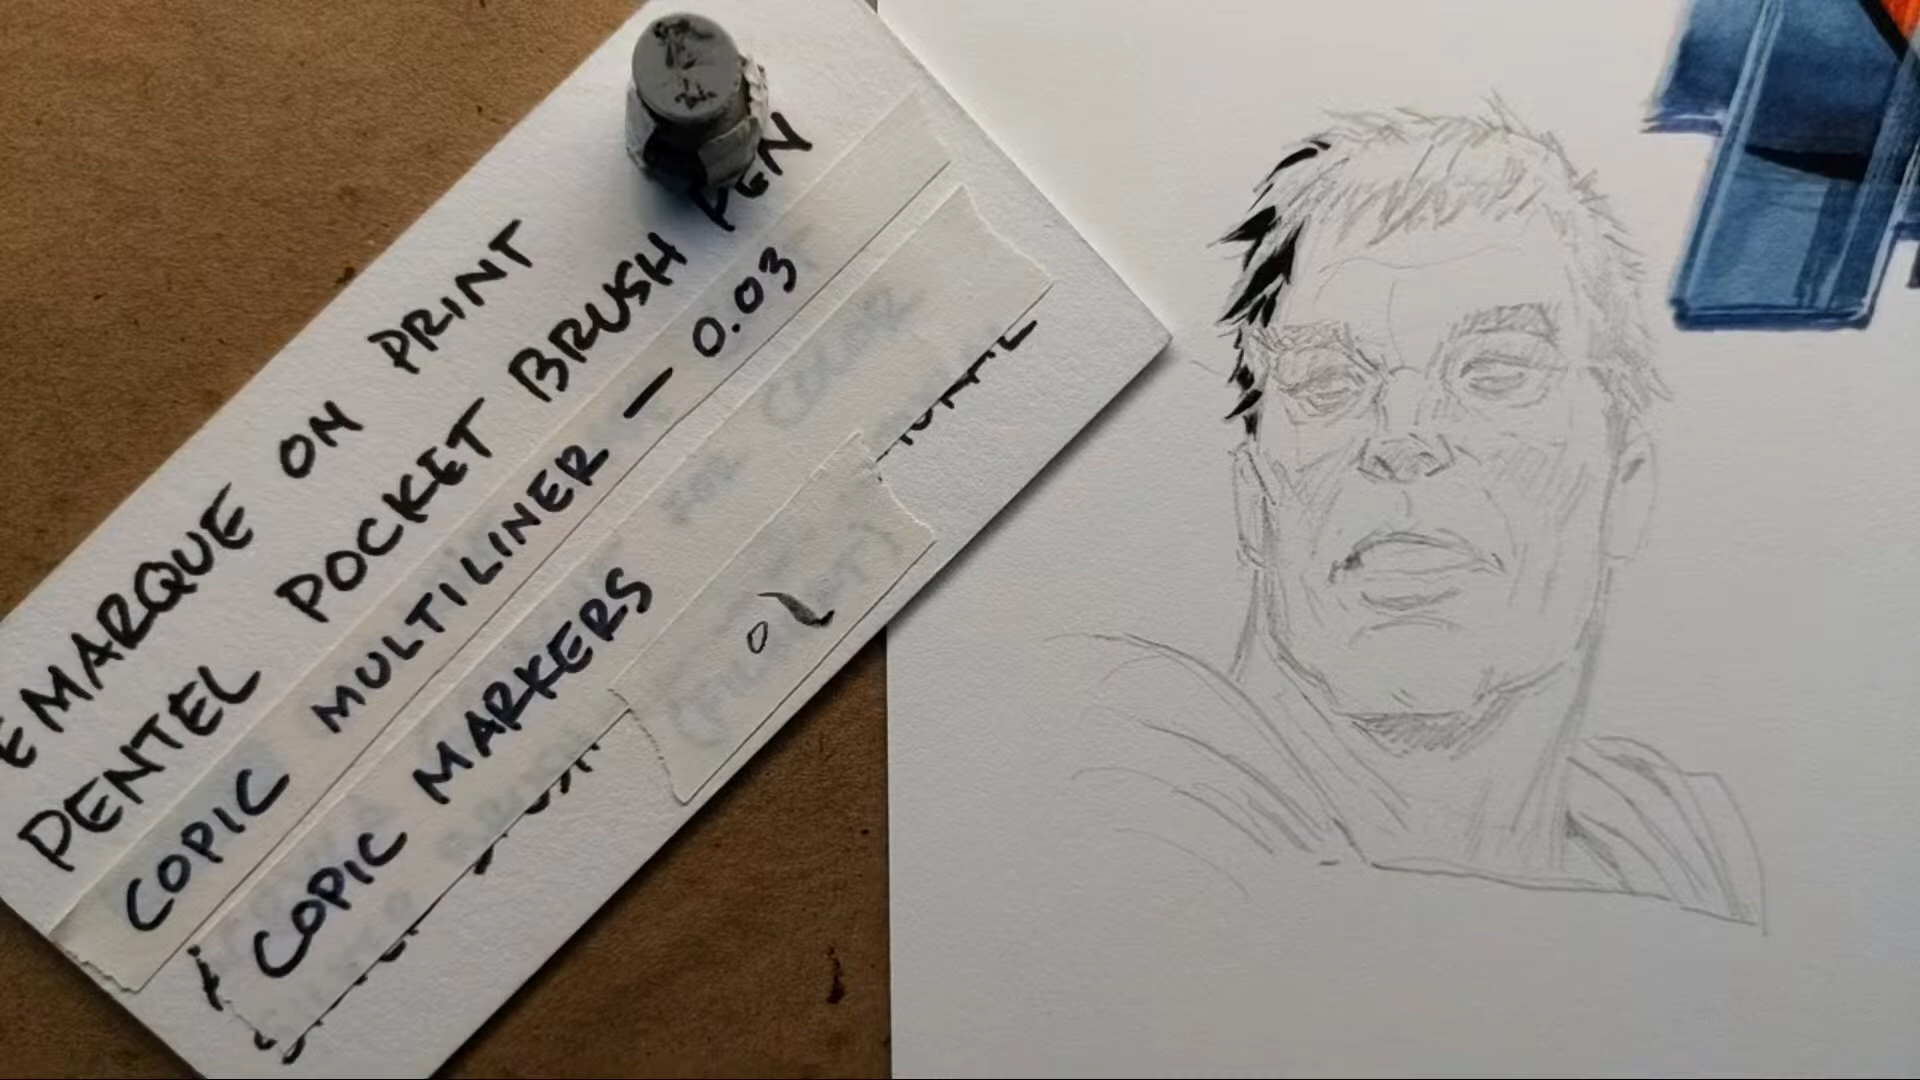 EMARQUE ON PRINT
PENTEL POCKET BRUSH PEN
COPIC MULTILINER - 0.03
COPIC MARKERS